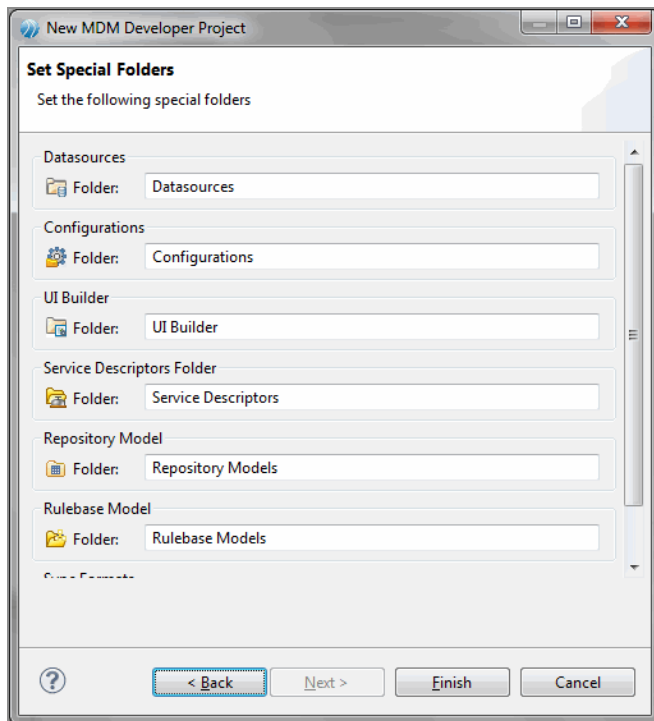 New MDM Developer Project
Set Special Folders
Set the following special folders
Datasources
Folder: Datasources
Configurations
Folder: Configurations
UI Builder
Folder: UI Builder
Service Descriptors Folder
Folder: Service Descriptors
Repository Model
Folder: Repository Models
Rulebase Model
Folder: Rulebase Models
Sync Formats
? < Back Next > Finish Cancel